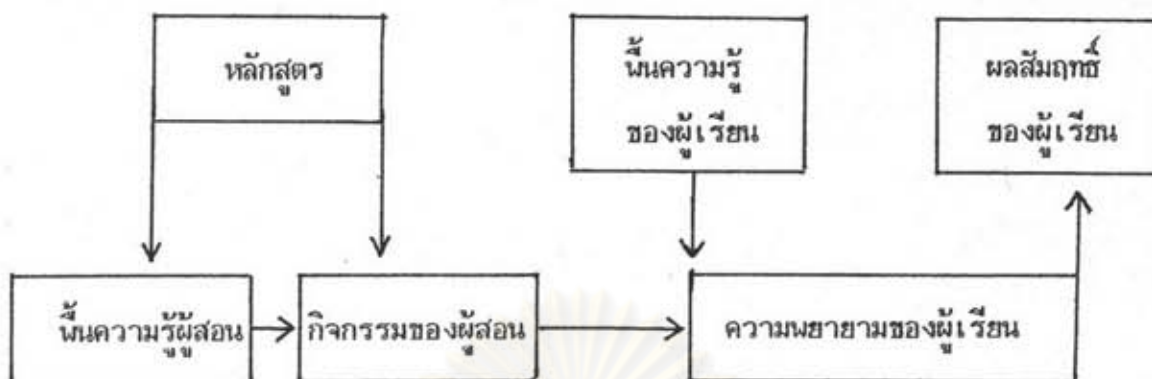 หลักสูตร
พื้นความรู้
ของผู้เรียน
ผลสัมฤทธิ์
ของผู้เรียน
พื้นความรู้ผู้สอน
กิจกรรมของผู้สอน
ความพยายามของผู้เรียน